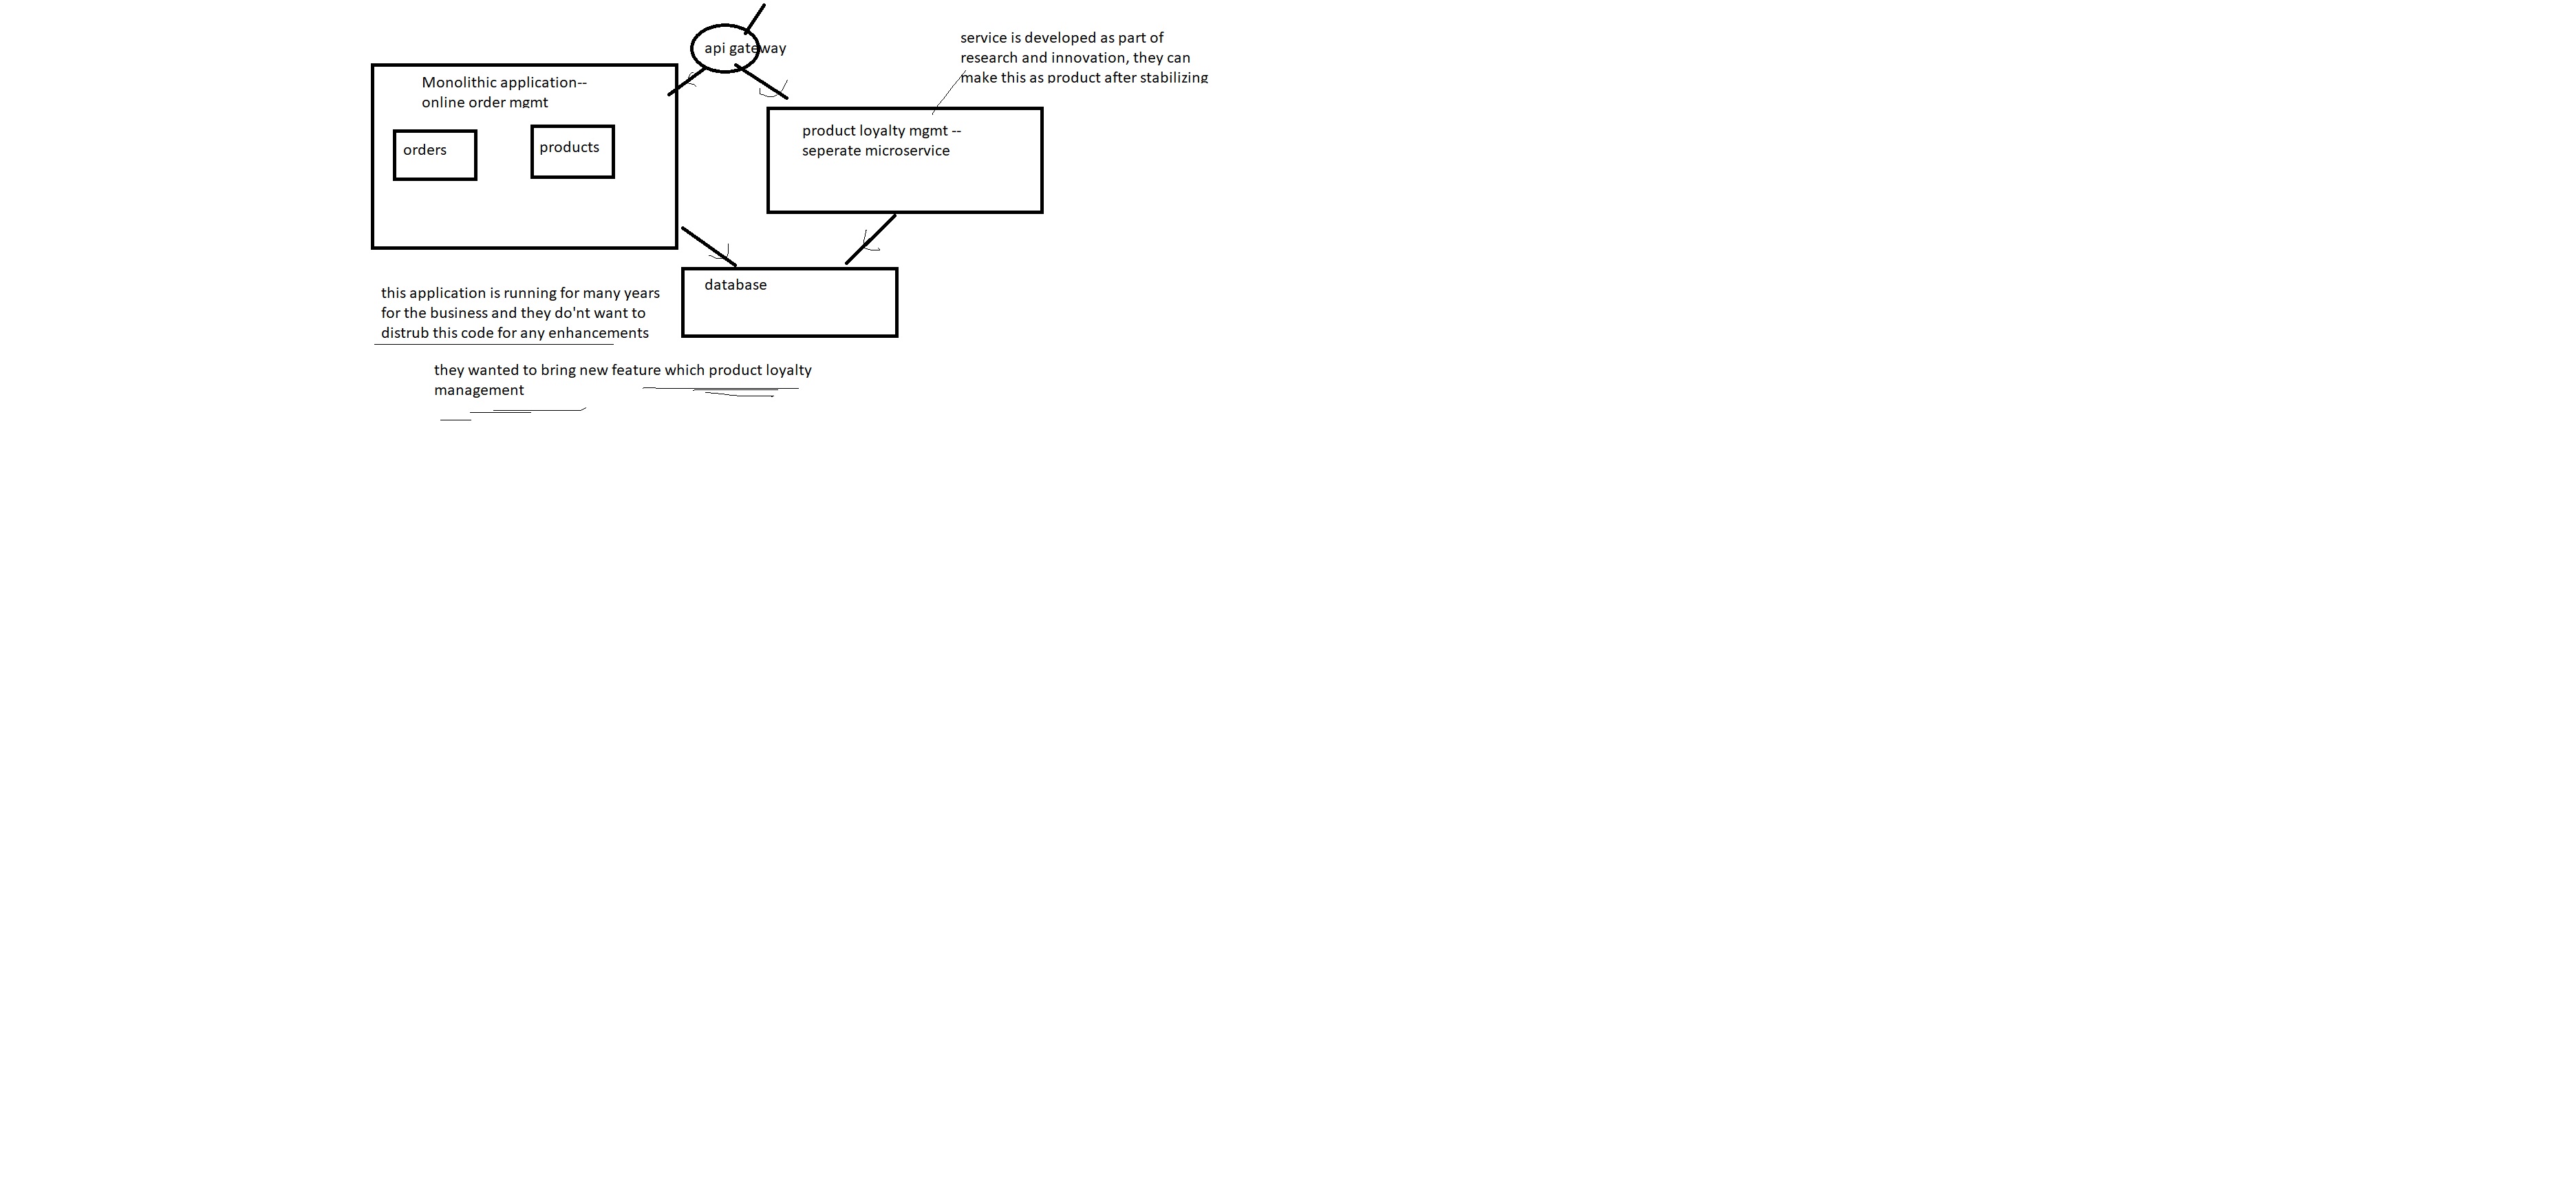 api gateway
service is developed as part of
research and innovation, they can
make this as product after stabilizing
Monolithic application--
online order mgmt
orders
products
product loyalty mgmt --
seperate microservice
database
this application is running for many years
for the business and they do'nt want to
distrub this code for any enhancements
they wanted to bring new feature which product loyalty
management